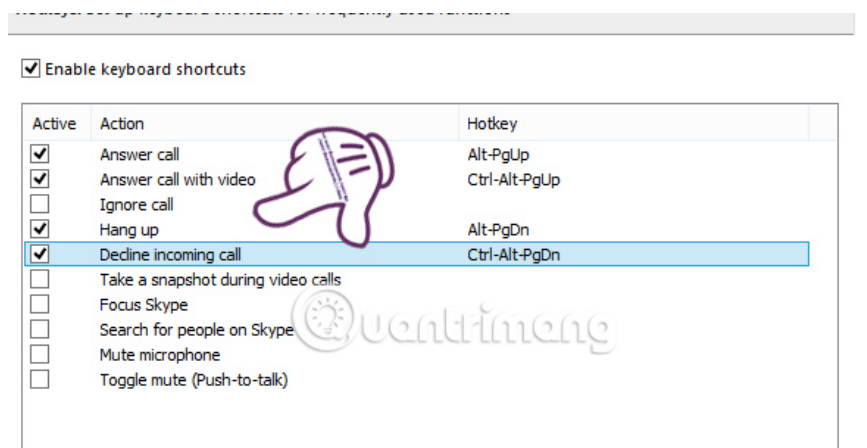 Enable keyboard shortcuts
Active Action Hotkey
Answer call Alt-PgUp
Answer call with video Ctrl-Alt-PgUp
Ignore call
Hang up Alt-PgDn
Decline incoming call Ctrl-Alt-PgDn
Take a snapshot during video calls
Focus Skype
Search for people on Skype
Quantrimang
Mute microphone
Toggle mute (Push-to-talk)